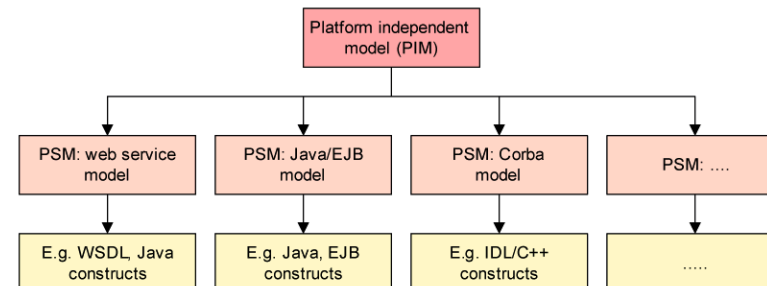 Platform independent
model (PIM)
PSM: web service
model
PSM: Java/EJB
model
PSM: Corba
model
PSM: ....
E.g. WSDL, Java
constructs
E.g. Java, EJB
constructs
E.g. IDL/C++
constructs
.....